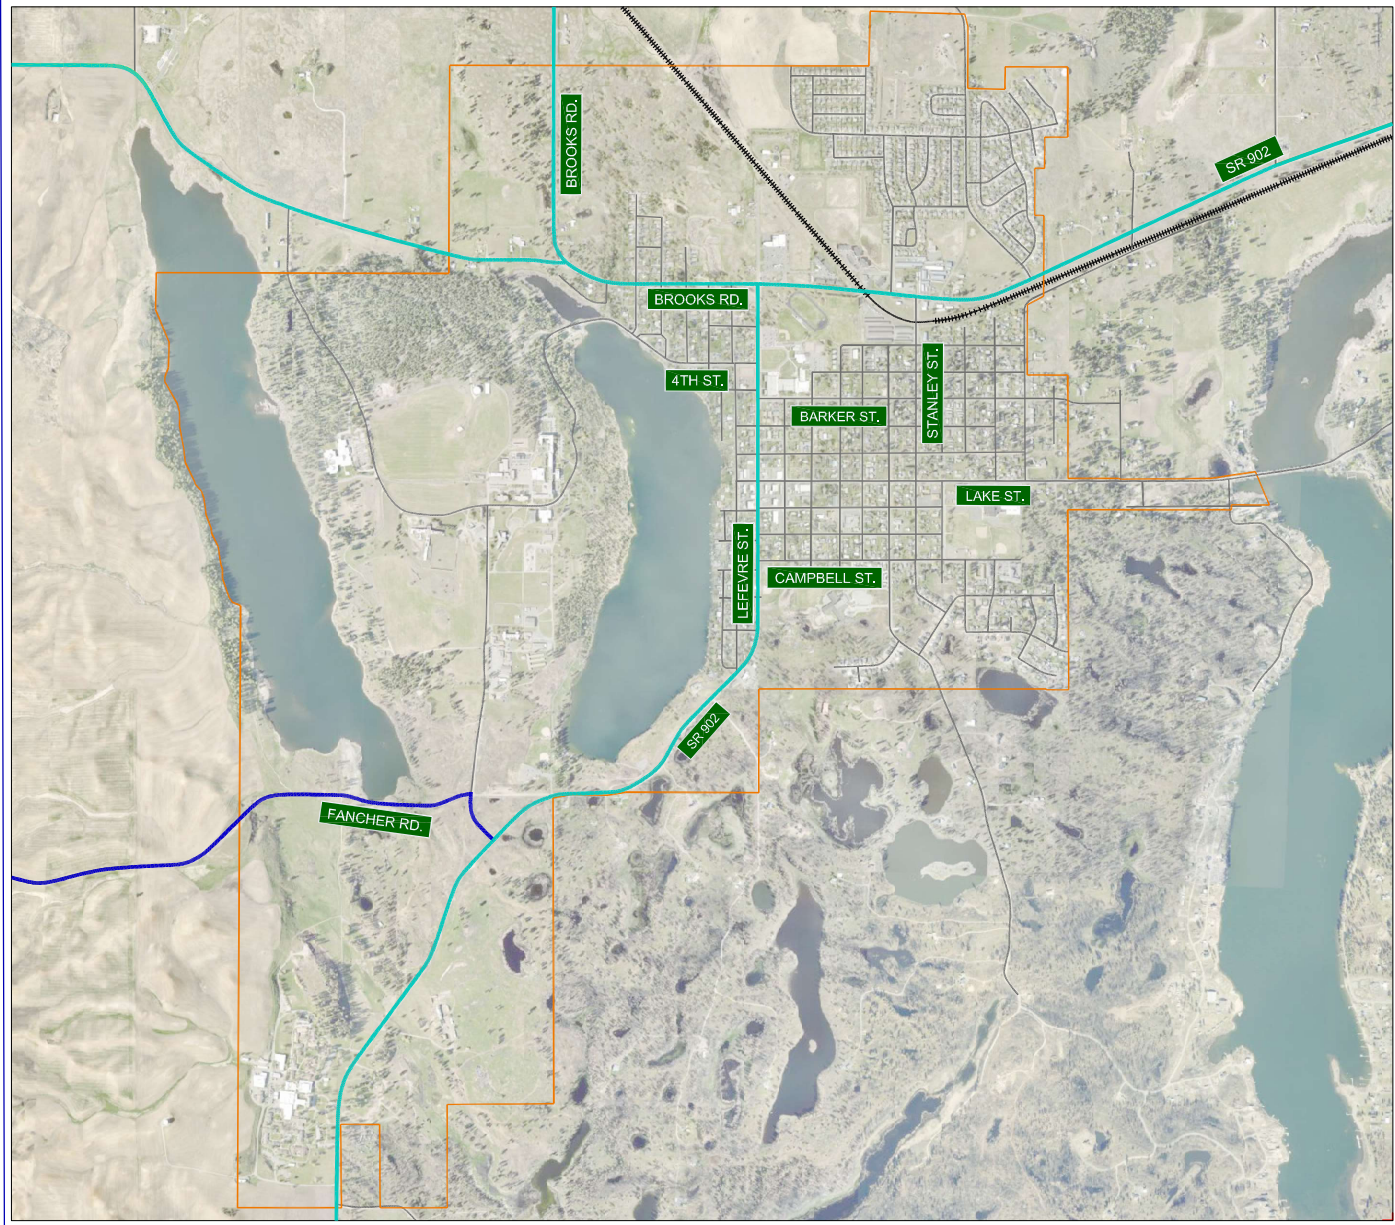 BROOKS RD.
SR 902
BROOKS RD.
4TH ST.
STANLEY ST.
BARKER ST.
LAKE ST.
LEFEVRE ST.
CAMPBELL ST.
SR 902
FANCHER RD.